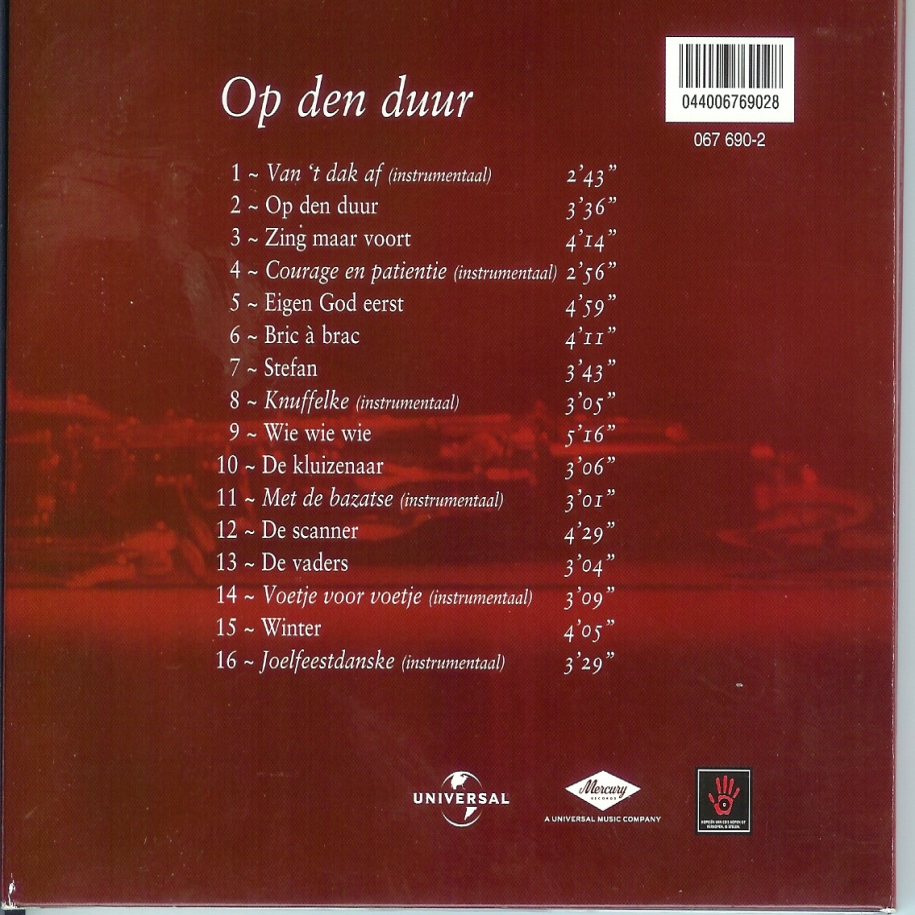 Op den duur
044006769028
067 690-2
1 ~ Van ‘t dak af (instrumentaal) 2’43”
2 ~ Op den duur 3’36”
3 ~ Zing maar voort 4’14”
4 ~ Courage en patientie (instrumentaal) 2’56”
5 ~ Eigen God eerst 4’59”
6 ~ Bric à brac 4’11”
7 ~ Stefan 3’43”
8 ~ Knuffelke (instrumentaal) 3’05”
9 ~ Wie wie wie 5’16”
10 ~ De kluizenaar 3’06”
11 ~ Met de bazatse (instrumentaal) 3’01”
12 ~ De scanner 4’29”
13 ~ De vaders 3’04”
14 ~ Voetje voor voetje (instrumentaal) 3’09”
15 ~ Winter 4’05”
16 ~ Joelfeestdanske (instrumentaal) 3’29”
UNIVERSAL
Mercury
RECORDS
A UNIVERSAL MUSIC COMPANY